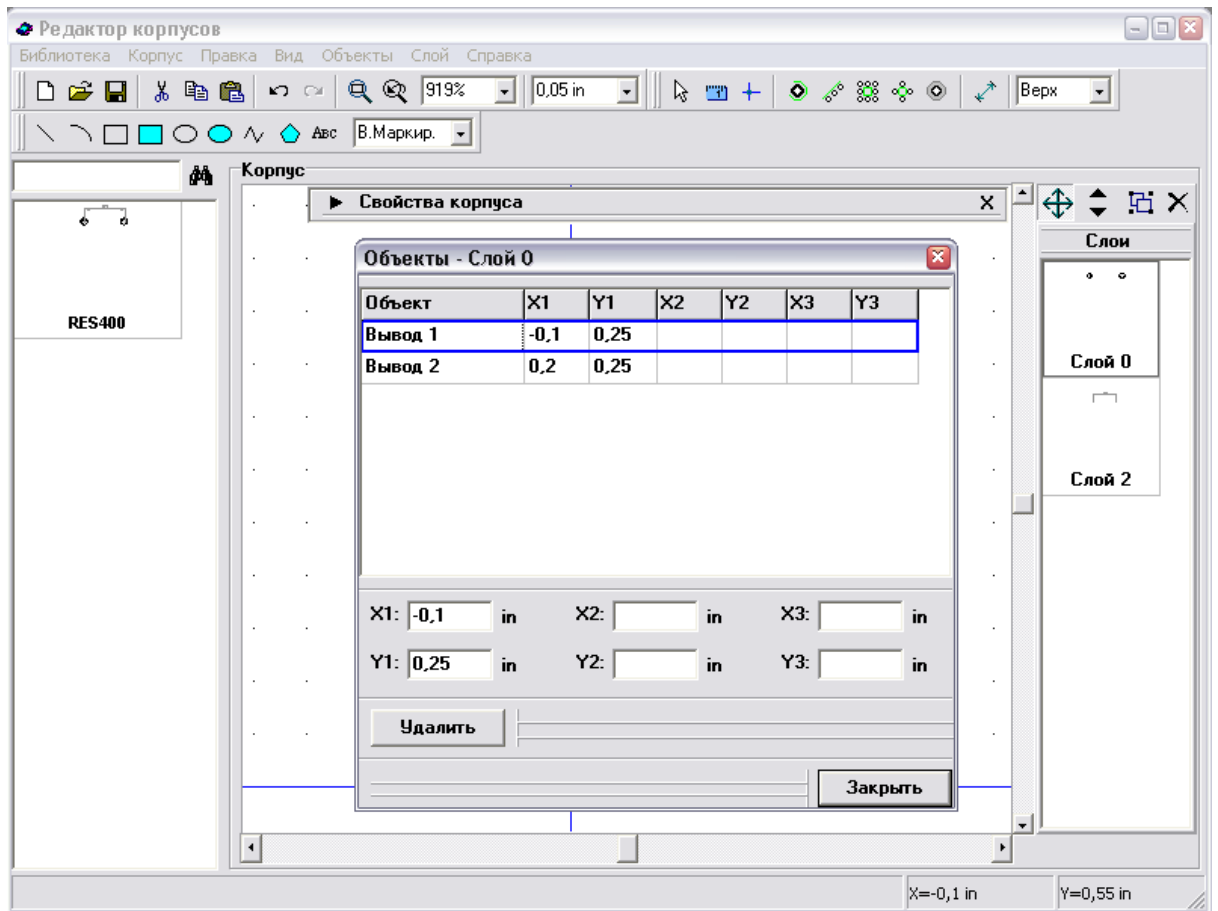 Редактор корпусов
Библиотека Корпус Правка Вид Объекты Слой Справка
919% 0,05 in Верх
ABC В.Маркир.
Корпус
Свойства корпуса X
RES400
Объекты - Слой 0
Объект X1 Y1 X2 Y2 X3 Y3
Вывод 1 -0,1 0,25
Вывод 2 0,2 0,25
X1: -0,1 in X2: in X3: in
Y1: 0,25 in Y2: in Y3: in
Удалить
Закрыть
Слои
Слой 0
Слой 2
X=-0,1 in Y=0,55 in